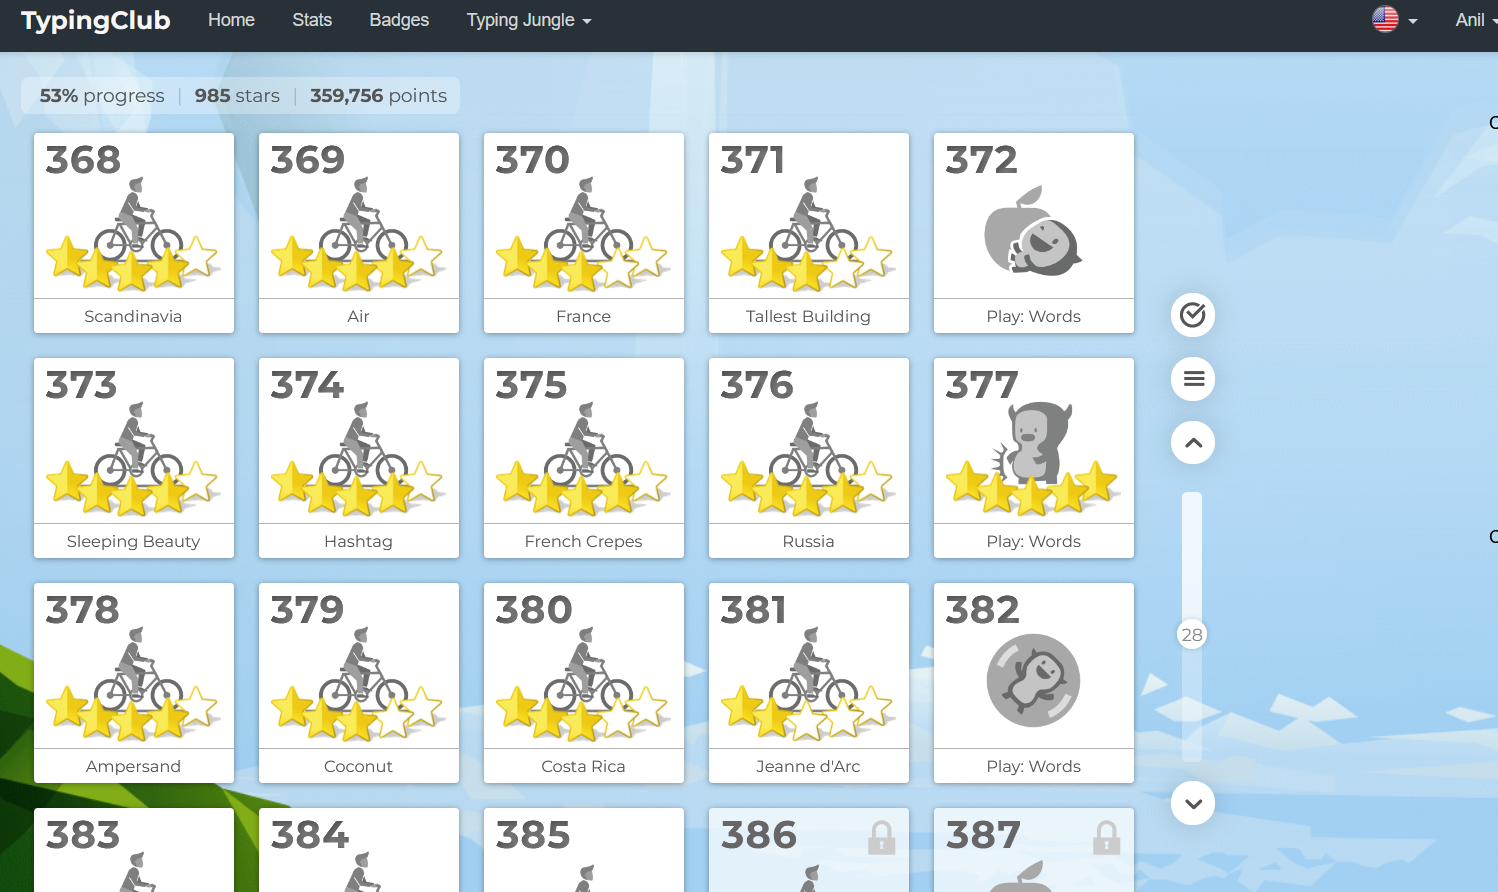 TypingClub Home Stats Badges Typing Jungle Anil
53% progress | 985 stars | 359,756 points
368 369 370 371 372
Scandinavia Air France Tallest Building Play: Words
373 374 375 376 377
Sleeping Beauty Hashtag French Crepes Russia Play: Words
28
378 379 380 381 382
Ampersand Coconut Costa Rica Jeanne d'Arc Play: Words
383 384 385 386 387